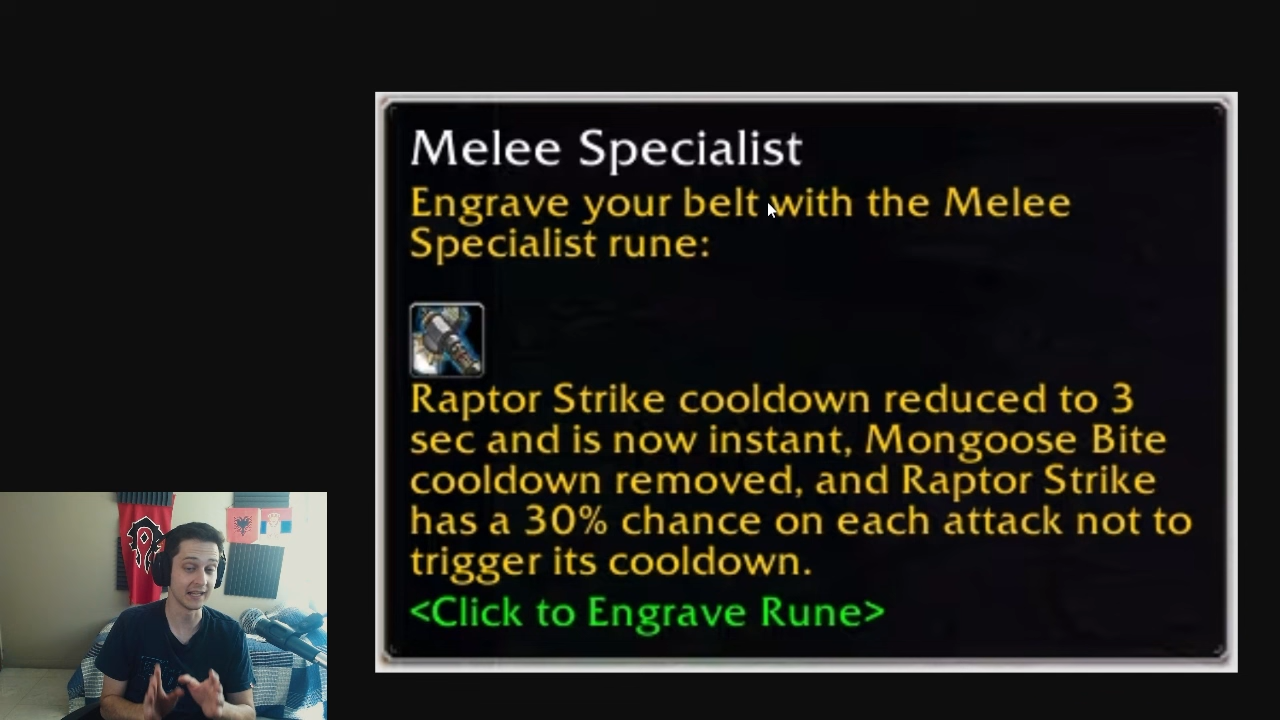 Melee Specialist
Engrave your belt with the Melee
Specialist rune:
Raptor Strike cooldown reduced to 3
sec and is now instant, Mongoose Bite
cooldown removed, and Raptor Strike
has a 30% chance on each attack not to
trigger its cooldown.
<Click to Engrave Rune>